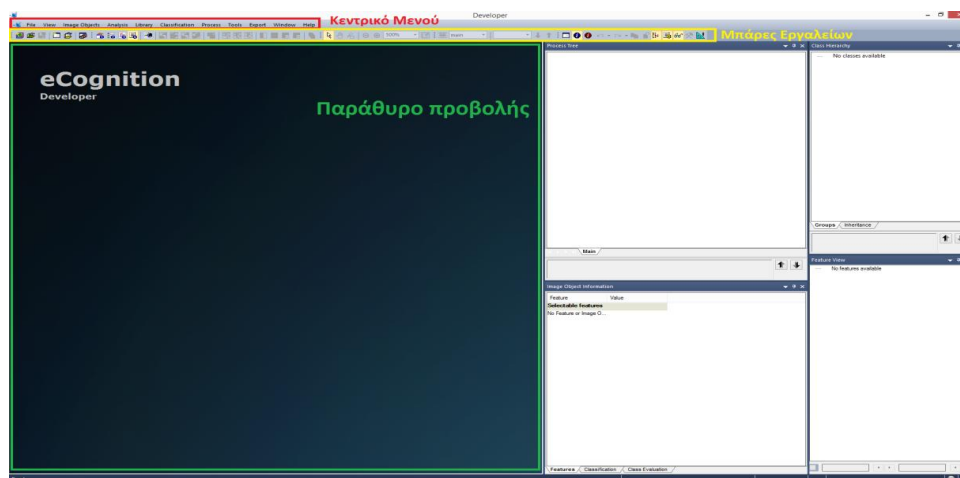 Developer
Κεντρικό Μενού
File View Image Objects Analysis Library Classification Process Tools Export Window Help
Μπάρες Εργαλείων
100%
main
Process Tree
Class Hierarchy
No classes available
eCognition
Developer
Παράθυρο προβολής
Groups Inheritance
Main
Feature View
No features available
Image Object Information
Feature Value
Selectable features
No Feature or Image O...
Features Classification Class Evaluation